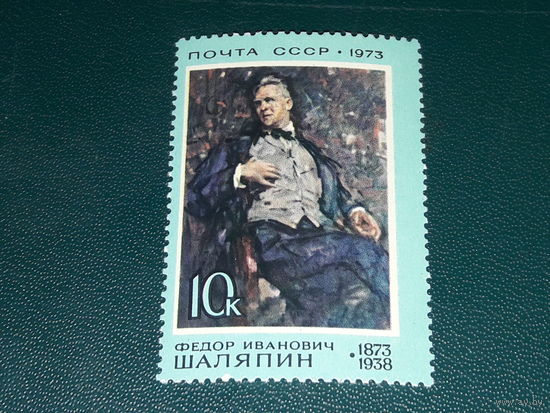 ПОЧТА СССР • 1973
10к
ФЕДОР ИВАНОВИЧ
ШАЛЯПИН
• 1873
1938